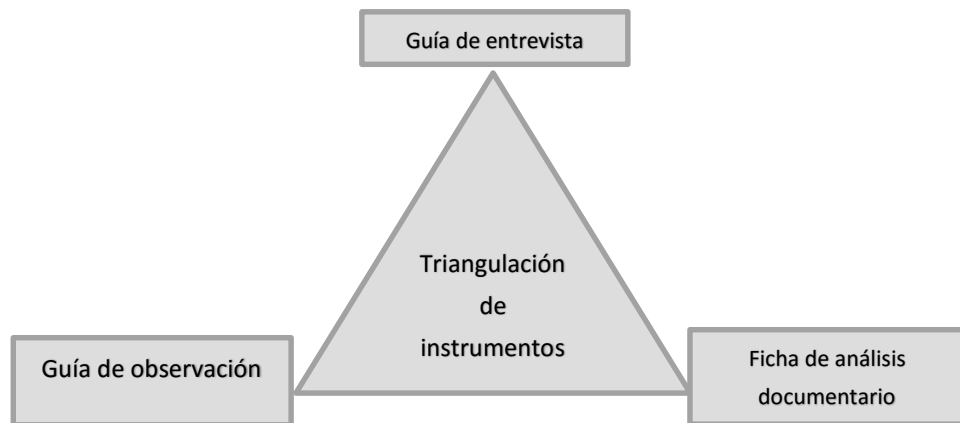 Guía de entrevista
Triangulación
de
instrumentos
Guía de observación
Ficha de análisis
documentario